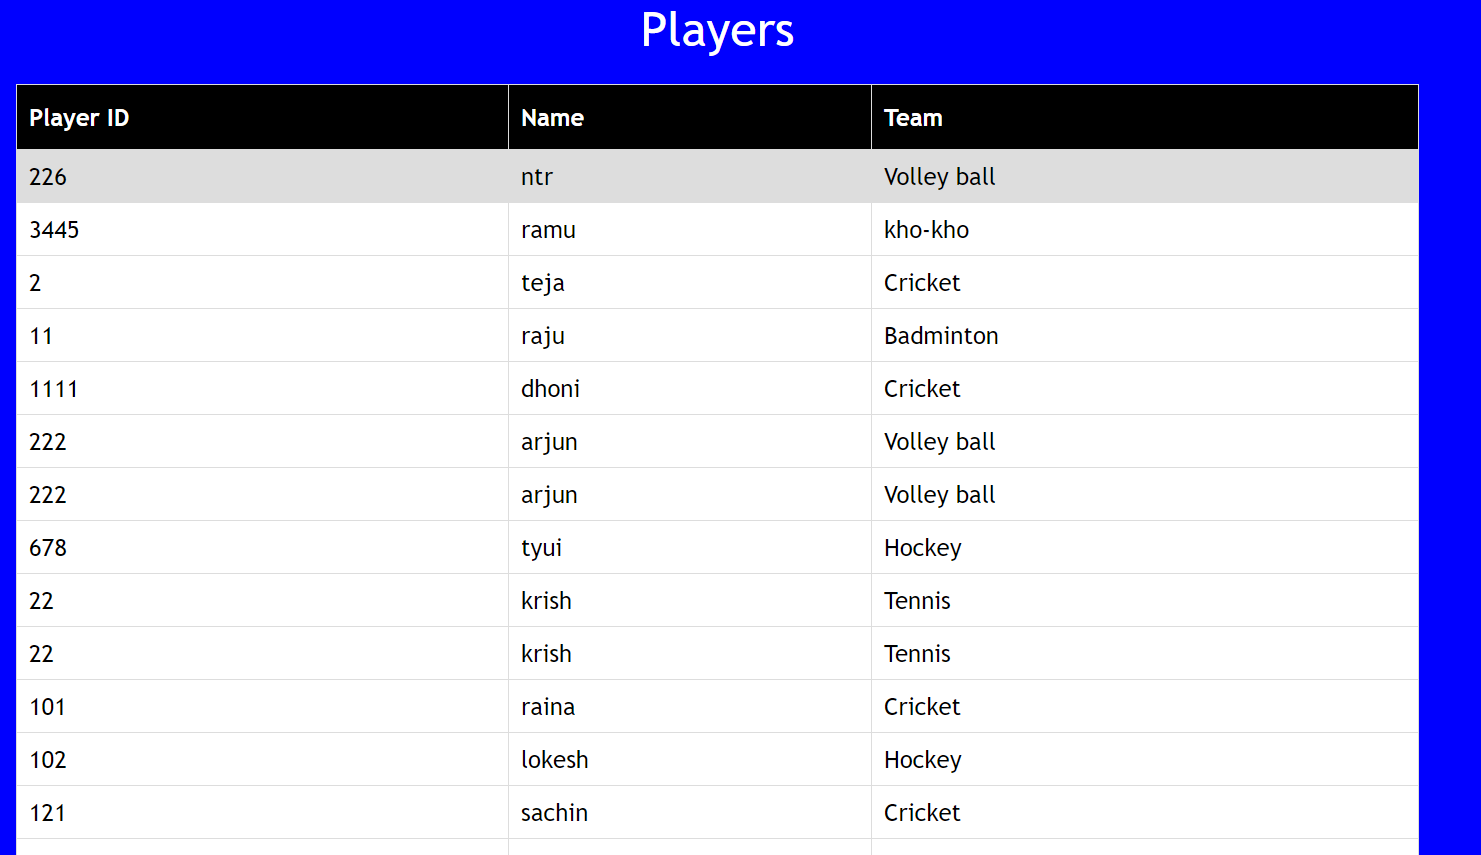 Players
Player ID Name Team
226 ntr Volley ball
3445 ramu kho-kho
2 teja Cricket
11 raju Badminton
1111 dhoni Cricket
222 arjun Volley ball
222 arjun Volley ball
678 tyui Hockey
22 krish Tennis
22 krish Tennis
101 raina Cricket
102 lokesh Hockey
121 sachin Cricket